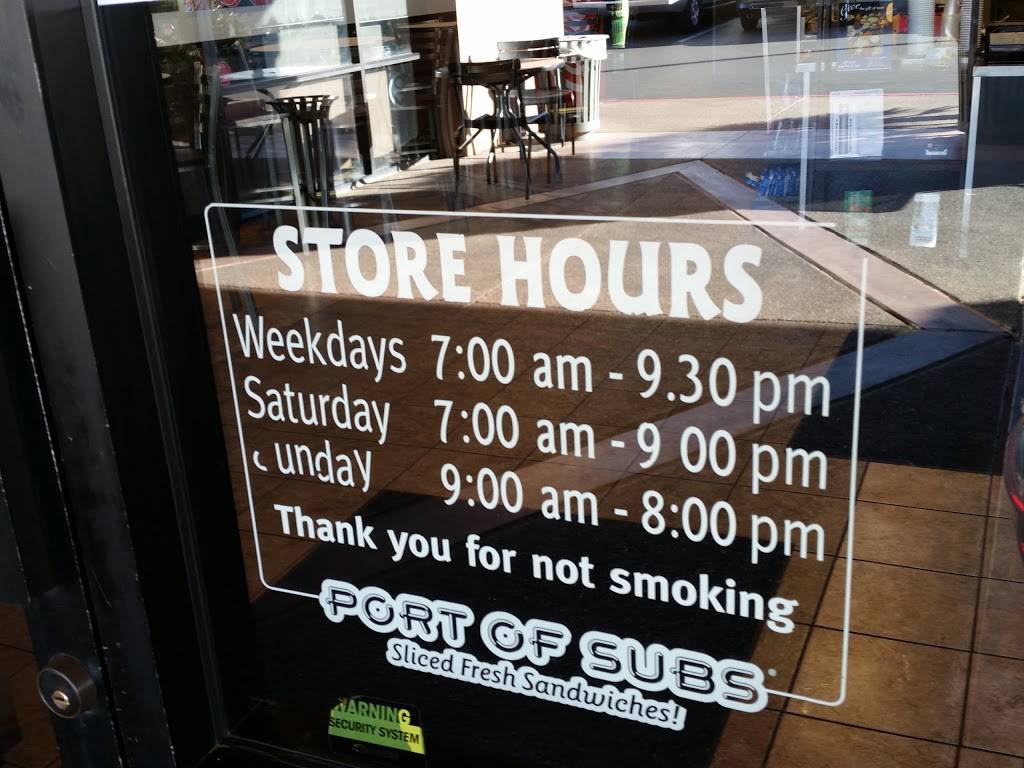 Give
STORE HOURS
Weekdays 7:00 am - 9.30 pm
Saturday 7:00 am - 9 00 pm
unday 9:00 am - 8:00 pm
Thank you for not smoking
PORT OF SUBS
Sliced Fresh Sandwiches!
WARNING
SECURITY SYSTEM